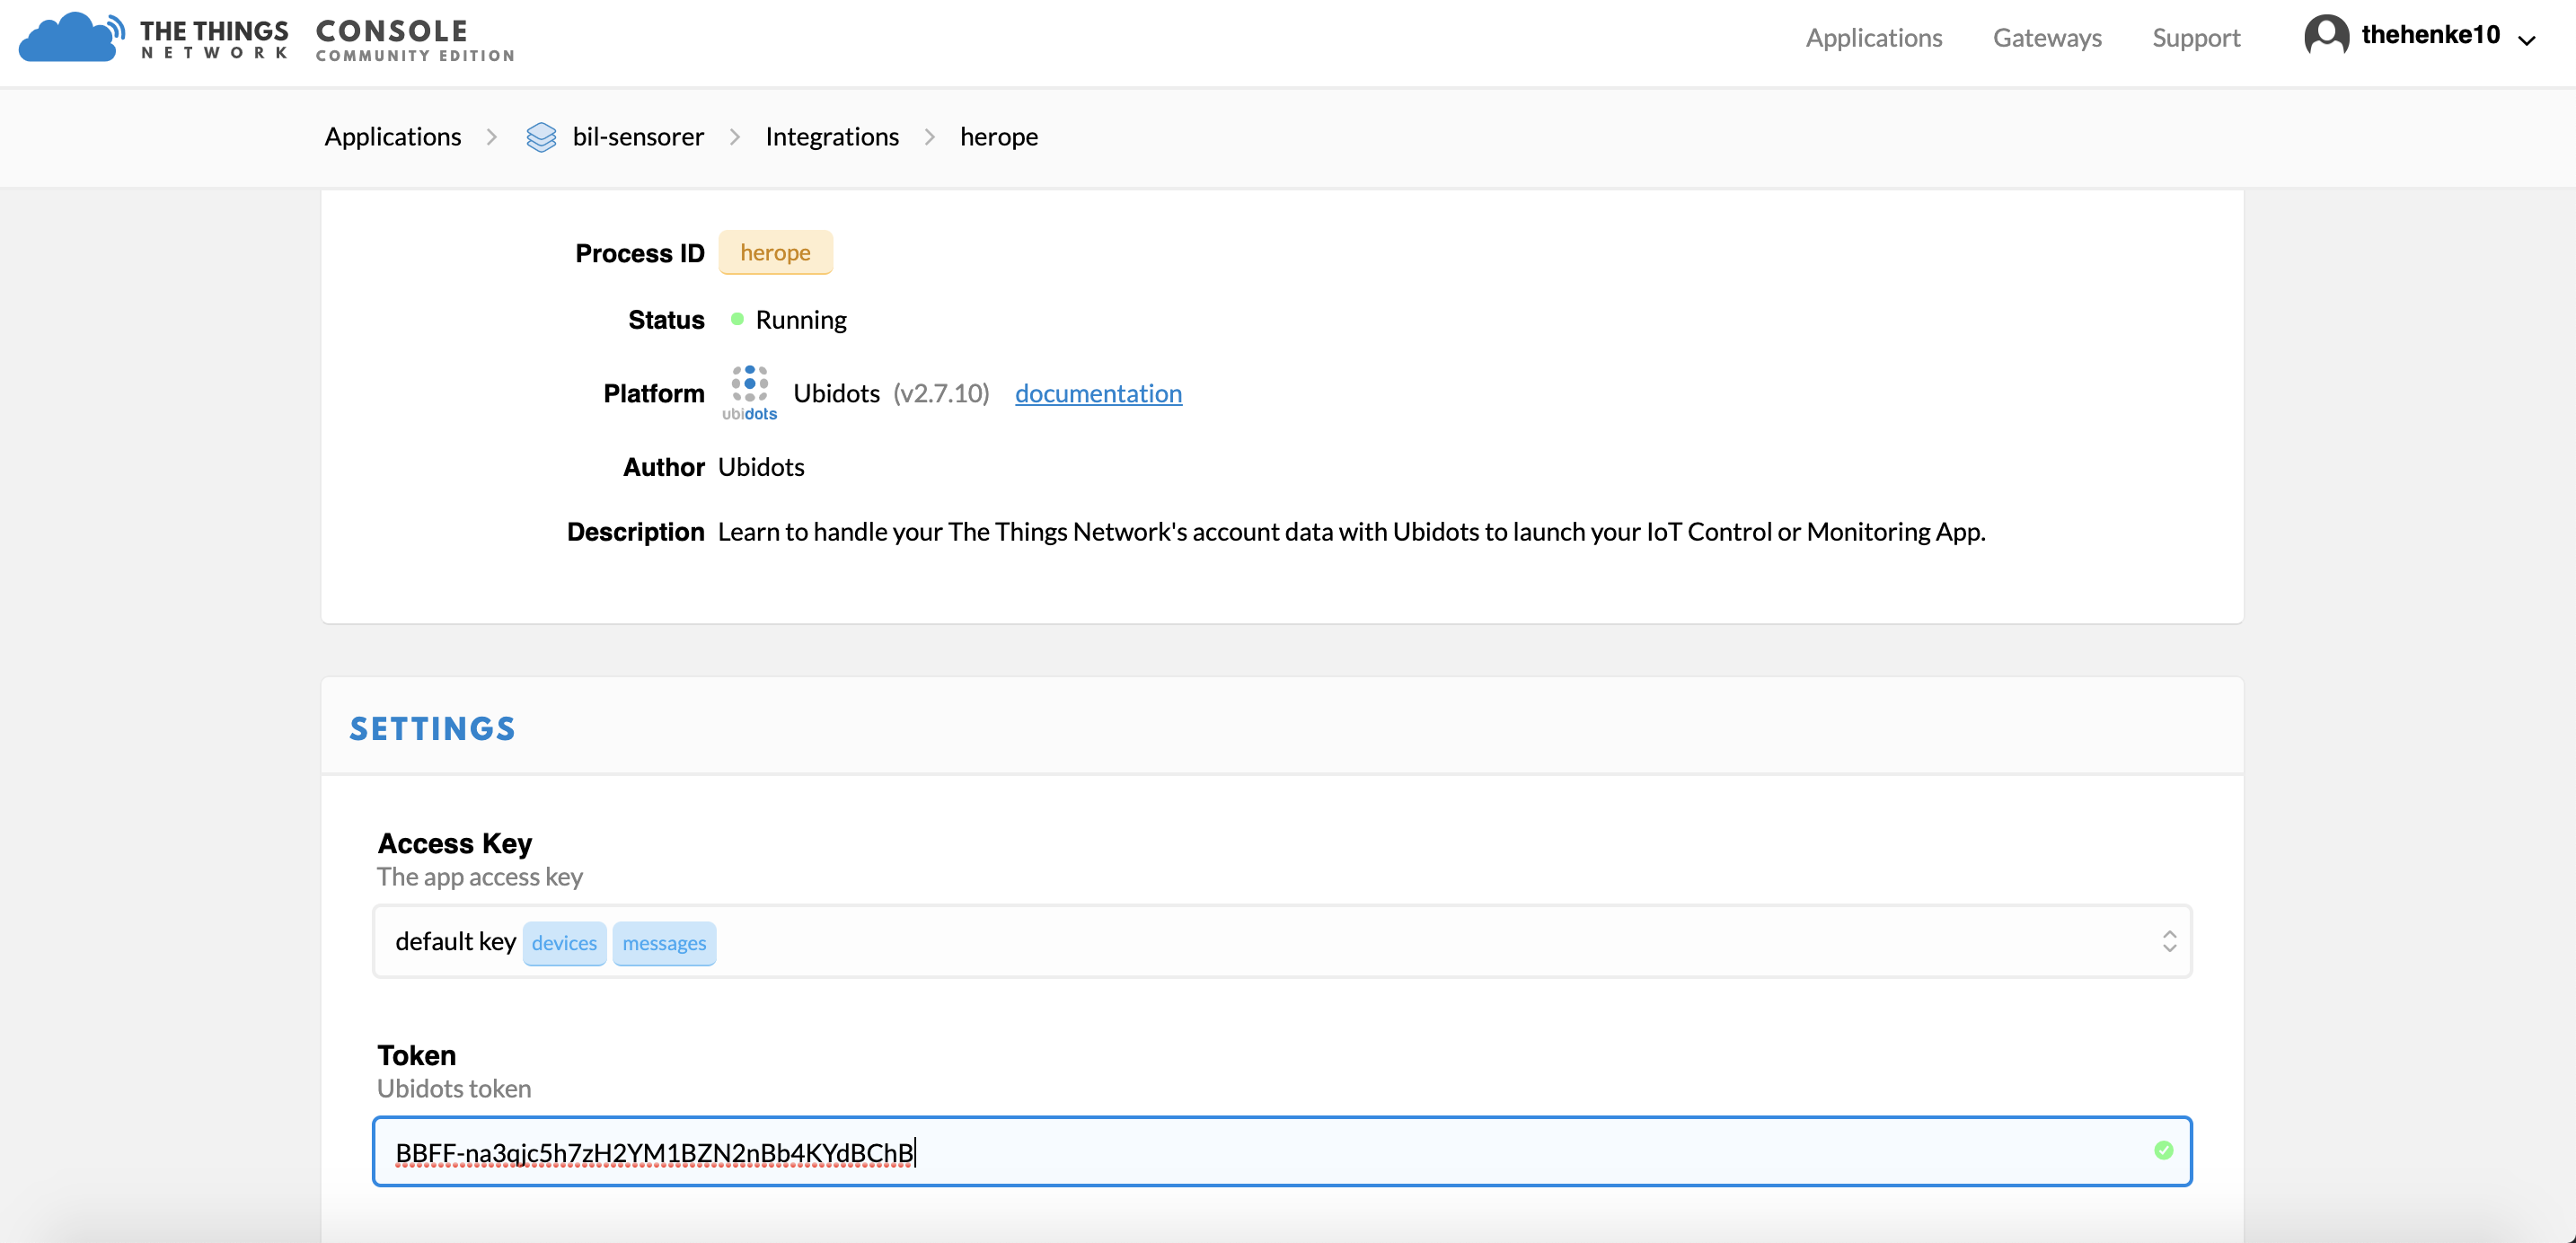 THE THINGS
NETWORK
CONSOLE
COMMUNITY EDITION
Applications Gateways Support thehenke10
Applications bil-sensorer Integrations herope
Process ID herope
Status Running
Platform ubidots Ubidots (v2.7.10) documentation
Author Ubidots
Description Learn to handle your The Things Network's account data with Ubidots to launch your IoT Control or Monitoring App.
SETTINGS
Access Key
The app access key
default key devices messages
Token
Ubidots token
BBFF-na3qjc5h7zH2YM1BZN2nBb4KYdBChB